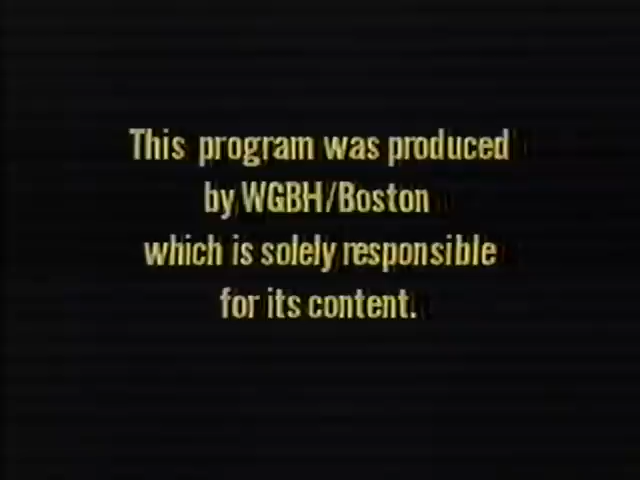 This program was produced
by WGBH/Boston
which is solely responsible
for its content.